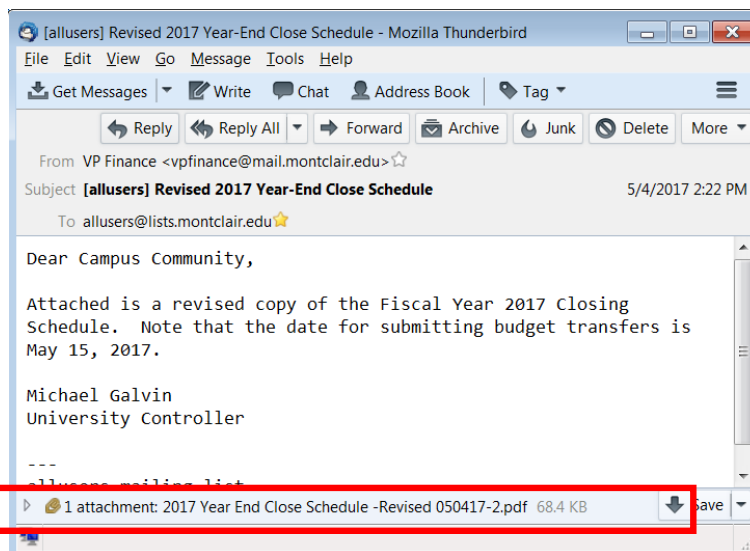 [allusers] Revised 2017 Year-End Close Schedule - Mozilla Thunderbird
File Edit View Go Message Tools Help
Get Messages Write Chat Address Book Tag
Reply Reply All Forward Archive Junk Delete More
From VP Finance <vpfinance@mail.montclair.edu>
Subject [allusers] Revised 2017 Year-End Close Schedule 5/4/2017 2:22 PM
To allusers@lists.montclair.edu
Dear Campus Community,
Attached is a revised copy of the Fiscal Year 2017 Closing
Schedule. Note that the date for submitting budget transfers is
May 15, 2017.
Michael Galvin
University Controller
---
allusers mailing list
1 attachment: 2017 Year End Close Schedule -Revised 050417-2.pdf 68.4 KB Save